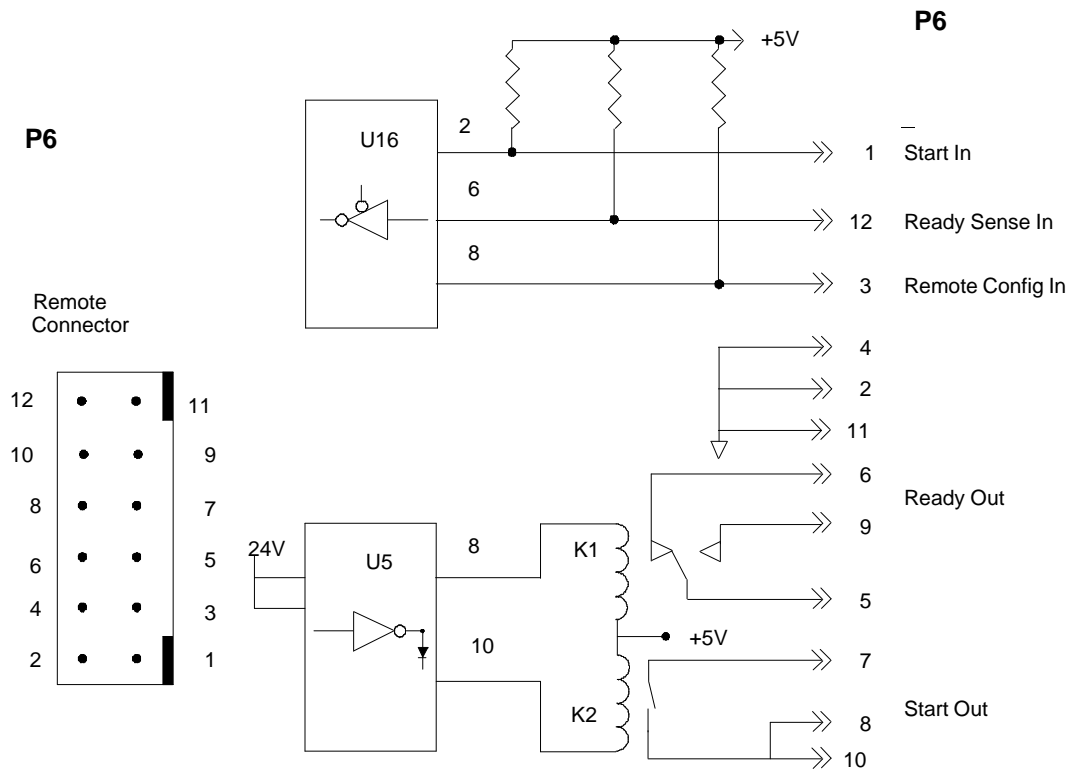 P6
+5V
P6
U16
2
1
Start In
6
12
Ready Sense In
8
3
Remote Config In
Remote
Connector
4
2
11
12
11
10
9
8
7
6
5
4
3
2
1
6
Ready Out
9
24V
U5
8
K1
5
10
+5V
7
K2
8
Start Out
10